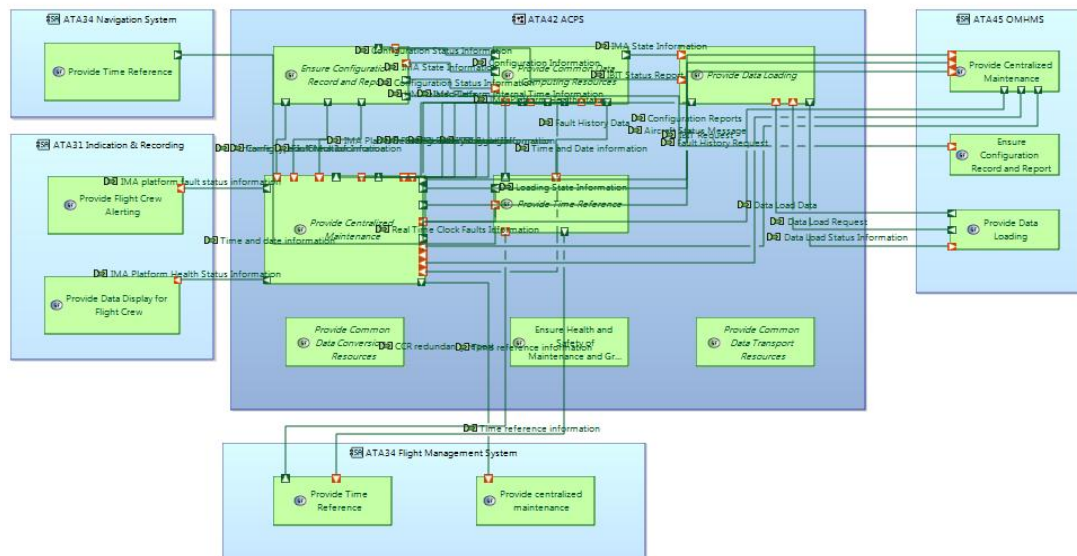 ATA34 Navigation System
Provide Time Reference
ATA31 Indication & Recording
IMA platform fault status information
Provide Flight Crew
Alerting
Time and date information
IMA Platform Health Status Information
Provide Data Display for
Flight Crew
ATA42 ACPS
Configuration Status information
Ensure Configuration
Record and Report
IMA State Information
Configuration Status Information
Provide Common Data
Computing Resources
Configuration Information
IMA State Information
IBIT Status Report
Provide Data Loading
Fault History Data
Configuration Reports
Aircraft Status Message
Fault History Request
Time and Date information
Loading State Information
Provide Time Reference
Provide Centralized
Maintenance
Real Time Clock Faults Information
Data Load Data
Data Load Request
Data Load Status Information
Provide Common
Data Conversion
Resources
Ensure Health and
Safety of
Maintenance and Gr...
Provide Common
Data Transport
Resources
Time reference information
ATA45 OMHMS
Provide Centralized
Maintenance
Ensure
Configuration
Record and Report
Provide Data
Loading
Time reference information
ATA34 Flight Management System
Provide Time
Reference
Provide centralized
maintenance